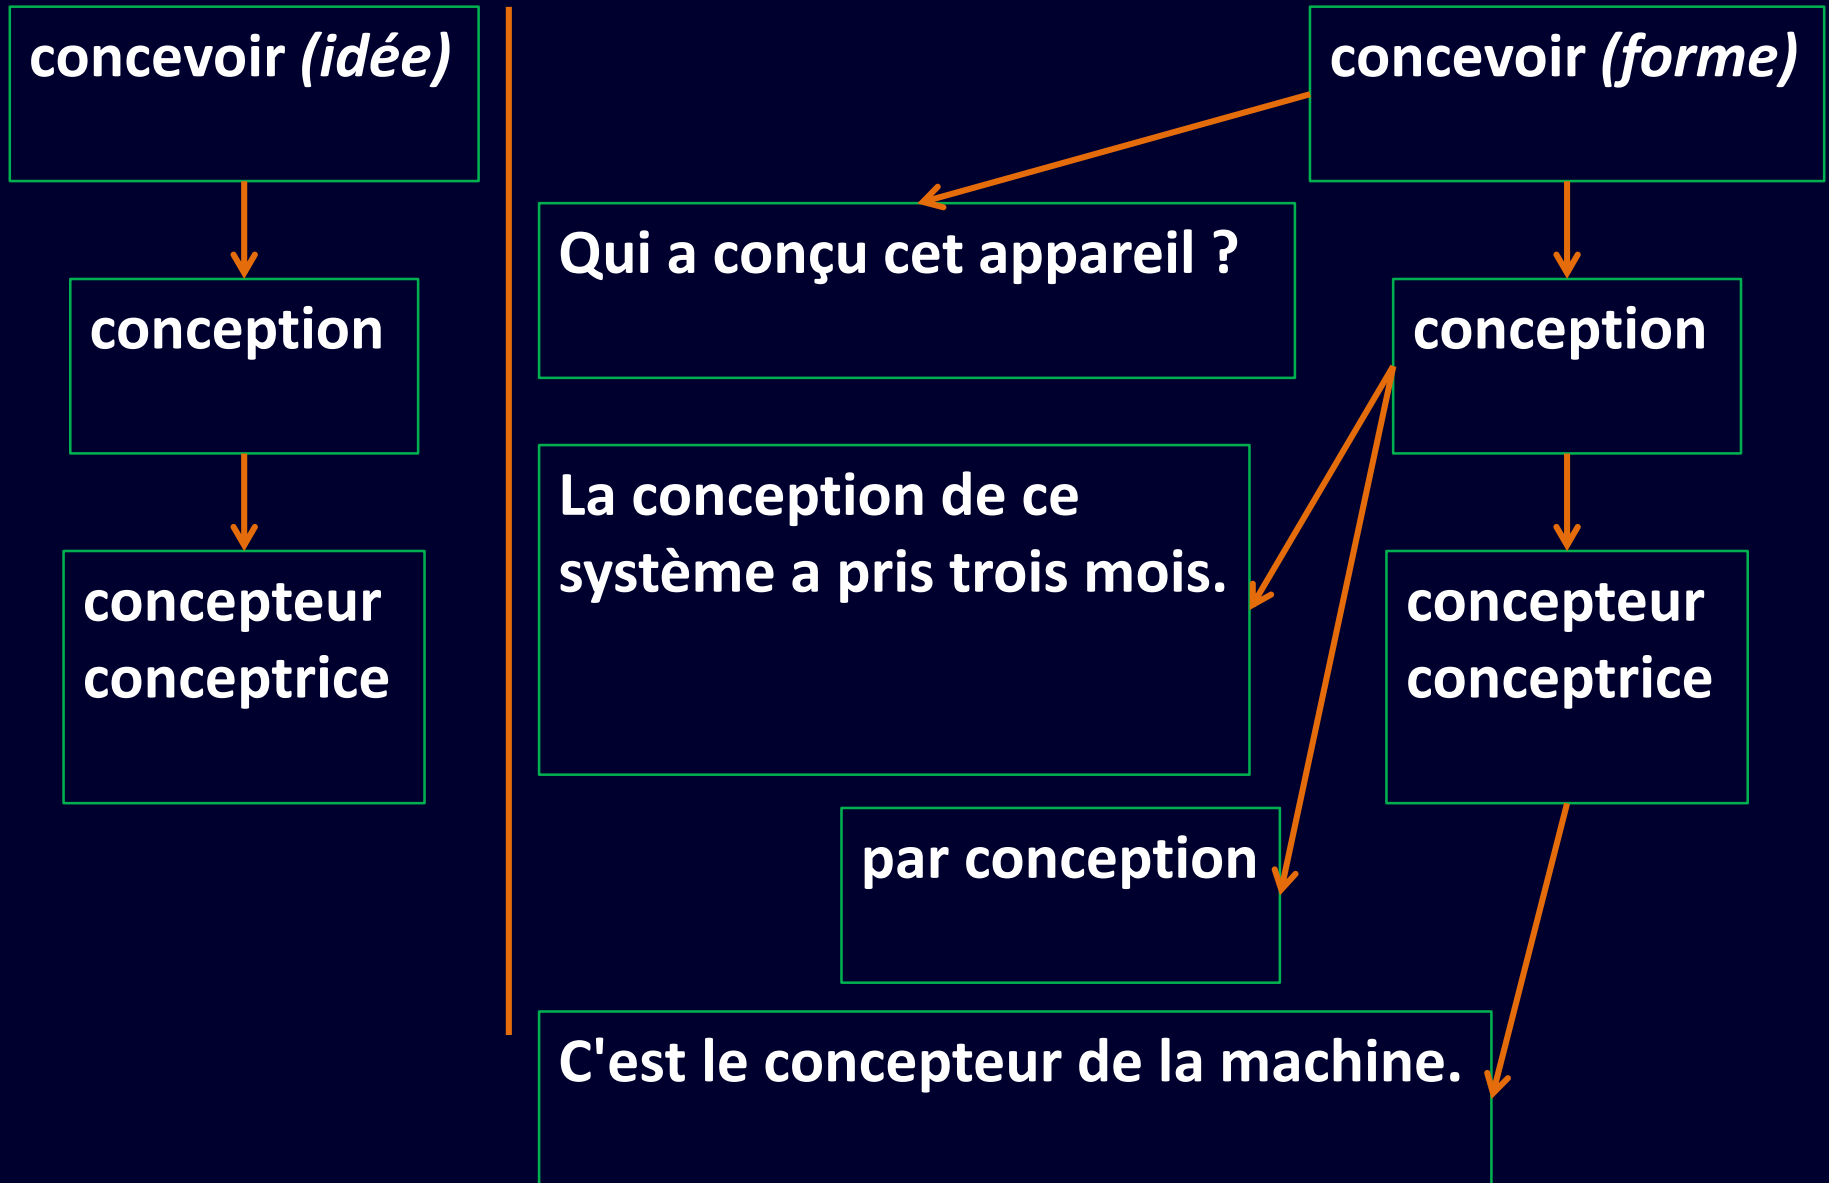 concevoir (idée)
conception
concepteur
conceptrice
concevoir (forme)
Qui a conçu cet appareil ?
conception
La conception de ce
système a pris trois mois.
concepteur
conceptrice
par conception
C'est le concepteur de la machine.